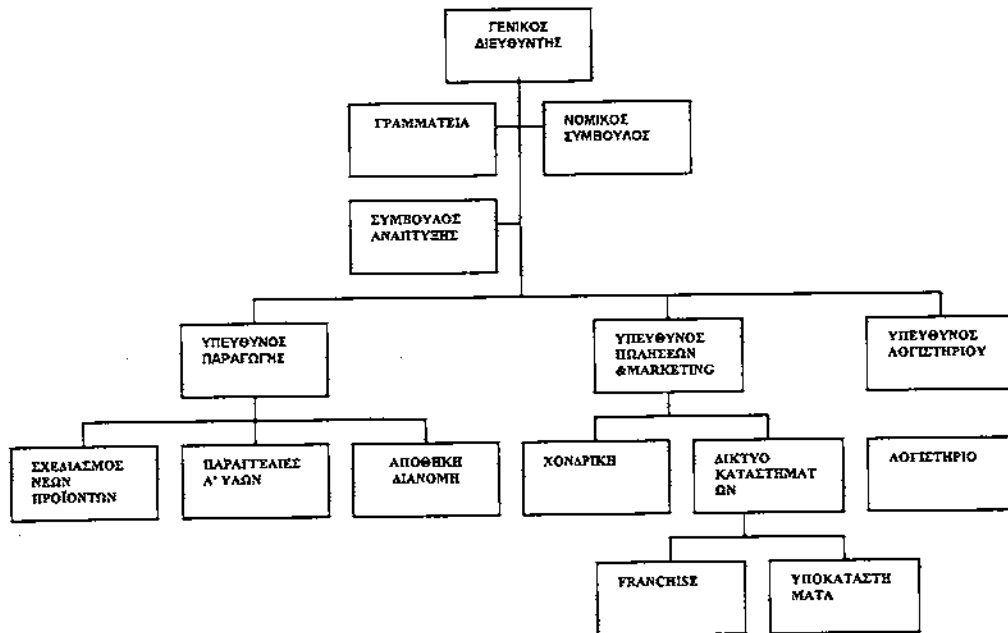 ΓΕΝΙΚΟΣ
ΔΙΕΥΘΥΝΤΗΣ
ΓΡΑΜΜΑΤΕΙΑ
ΝΟΜΙΚΟΣ
ΣΥΜΒΟΥΛΟΣ
ΣΥΜΒΟΥΛΟΣ
ΑΝΑΠΤΥΞΗΣ
ΥΠΕΥΘΥΝΟΣ
ΠΑΡΑΓΩΓΗΣ
ΥΠΕΥΘΥΝΟΣ
ΠΩΛΗΣΕΩΝ
&MARKETING
ΥΠΕΥΘΥΝΟΣ
ΛΟΓΙΣΤΗΡΙΟΥ
ΣΧΕΔΙΑΣΜΟΣ
ΝΕΩΝ
ΠΡΟΪΟΝΤΩΝ
ΠΑΡΑΓΓΕΛΙΕΣ
Α' ΥΛΩΝ
ΑΠΟΘΗΚΗ
ΔΙΑΝΟΜΗ
ΧΟΝΔΡΙΚΗ
ΔΙΚΤΥΟ
ΚΑΤΑΣΤΗΜΑΤ
ΩΝ
ΛΟΓΙΣΤΗΡΙΟ
FRANCHISE
ΥΠΟΚΑΤΑΣΤΗ
ΜΑΤΑ